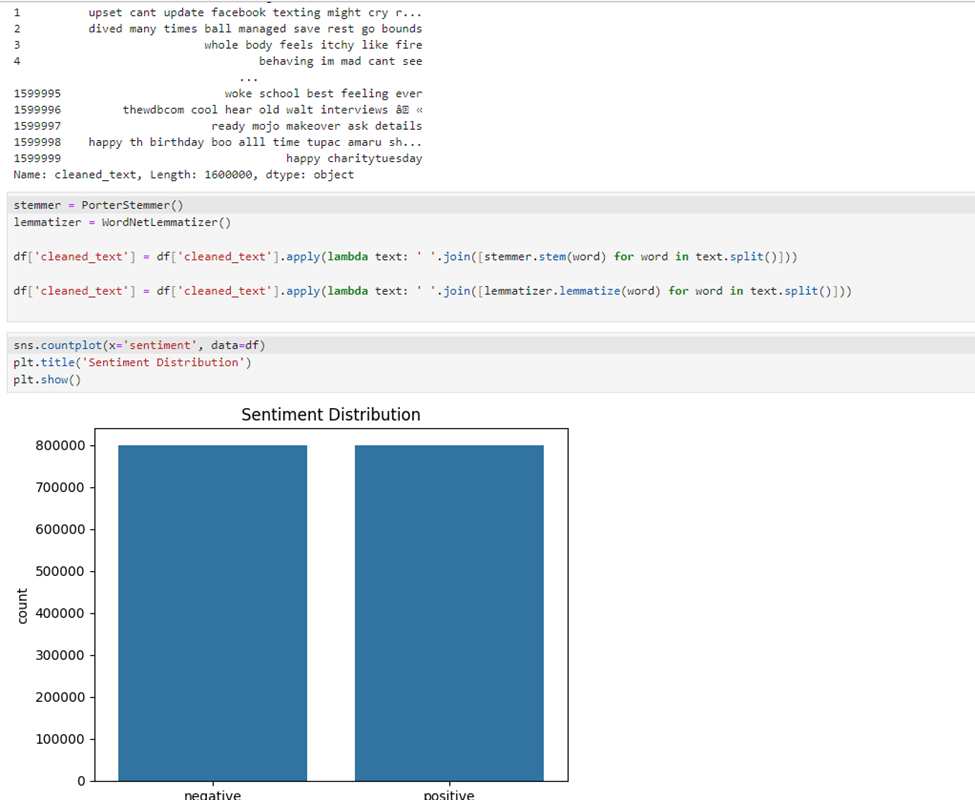 1 upset cant update facebook texting might cry r...
2 dived many times ball managed save rest go bounds
3 whole body feels itchy like fire
4 behaving im mad cant see
...
1599995 woke school best feeling ever
1599996 thewdbcom cool hear old walt interviews â «
1599997 ready mojo makeover ask details
1599998 happy th birthday boo alll time tupac amaru sh...
1599999 happy charitytuesday
Name: cleaned_text, Length: 1600000, dtype: object
stemmer = PorterStemmer()
lemmatizer = WordNetLemmatizer()
df['cleaned_text'] = df['cleaned_text'].apply(lambda text: ' '.join([stemmer.stem(word) for word in text.split()]))
df['cleaned_text'] = df['cleaned_text'].apply(lambda text: ' '.join([lemmatizer.lemmatize(word) for word in text.split()]))
sns.countplot(x='sentiment', data=df)
plt.title('Sentiment Distribution')
plt.show()
Sentiment Distribution
800000
700000
600000
500000
400000
300000
200000
100000
0
count
negative positive